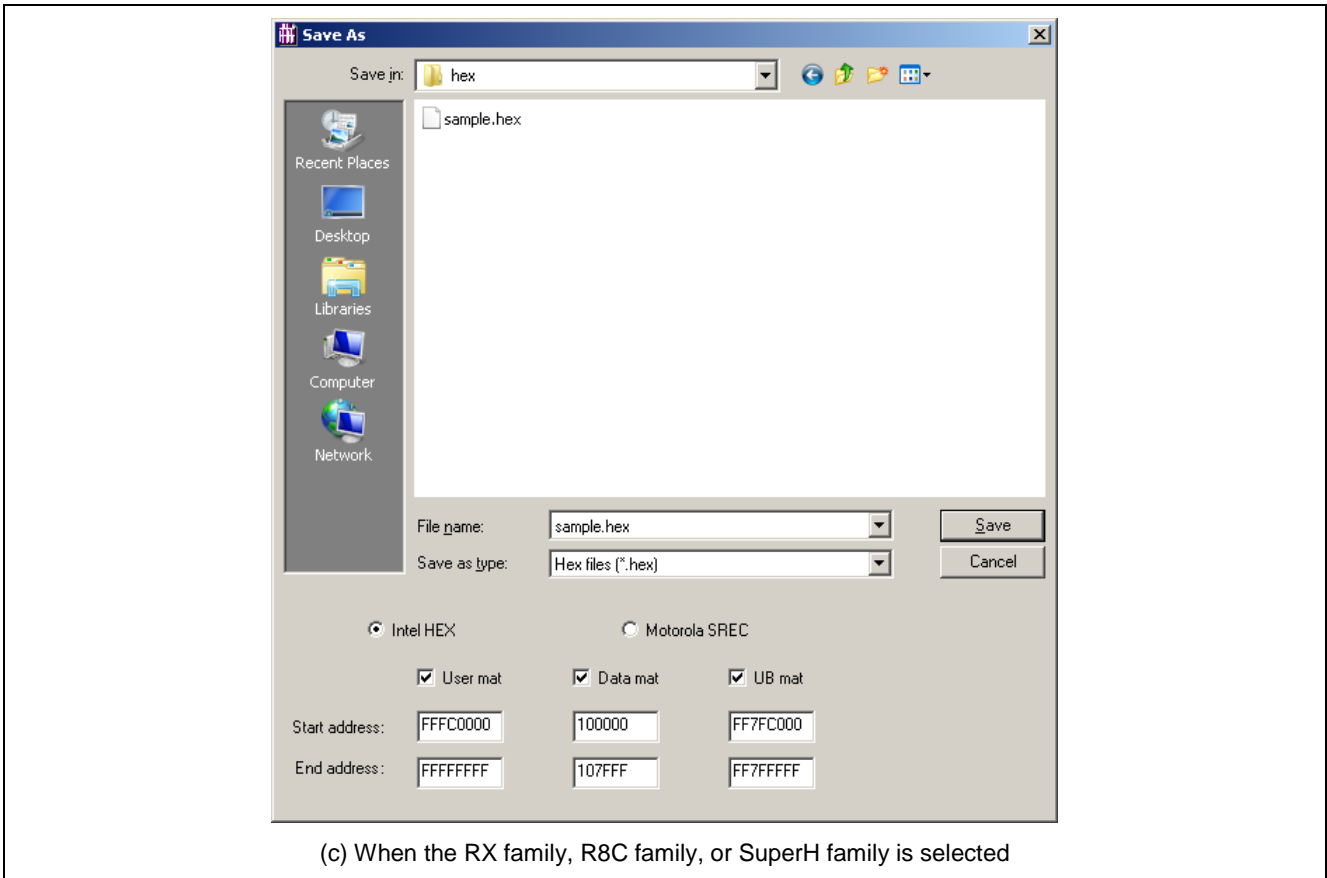 Save As
Save in: hex
sample.hex
Recent Places
Desktop
Libraries
Computer
Network
File name: sample.hex Save
Save as type: Hex files (*.hex) Cancel
Intel HEX Motorola SREC
User mat Data mat UB mat
Start address: FFFC0000 100000 FF7FC000
End address: FFFFFFFF 107FFF FF7FFFFF
(c) When the RX family, R8C family, or SuperH family is selected